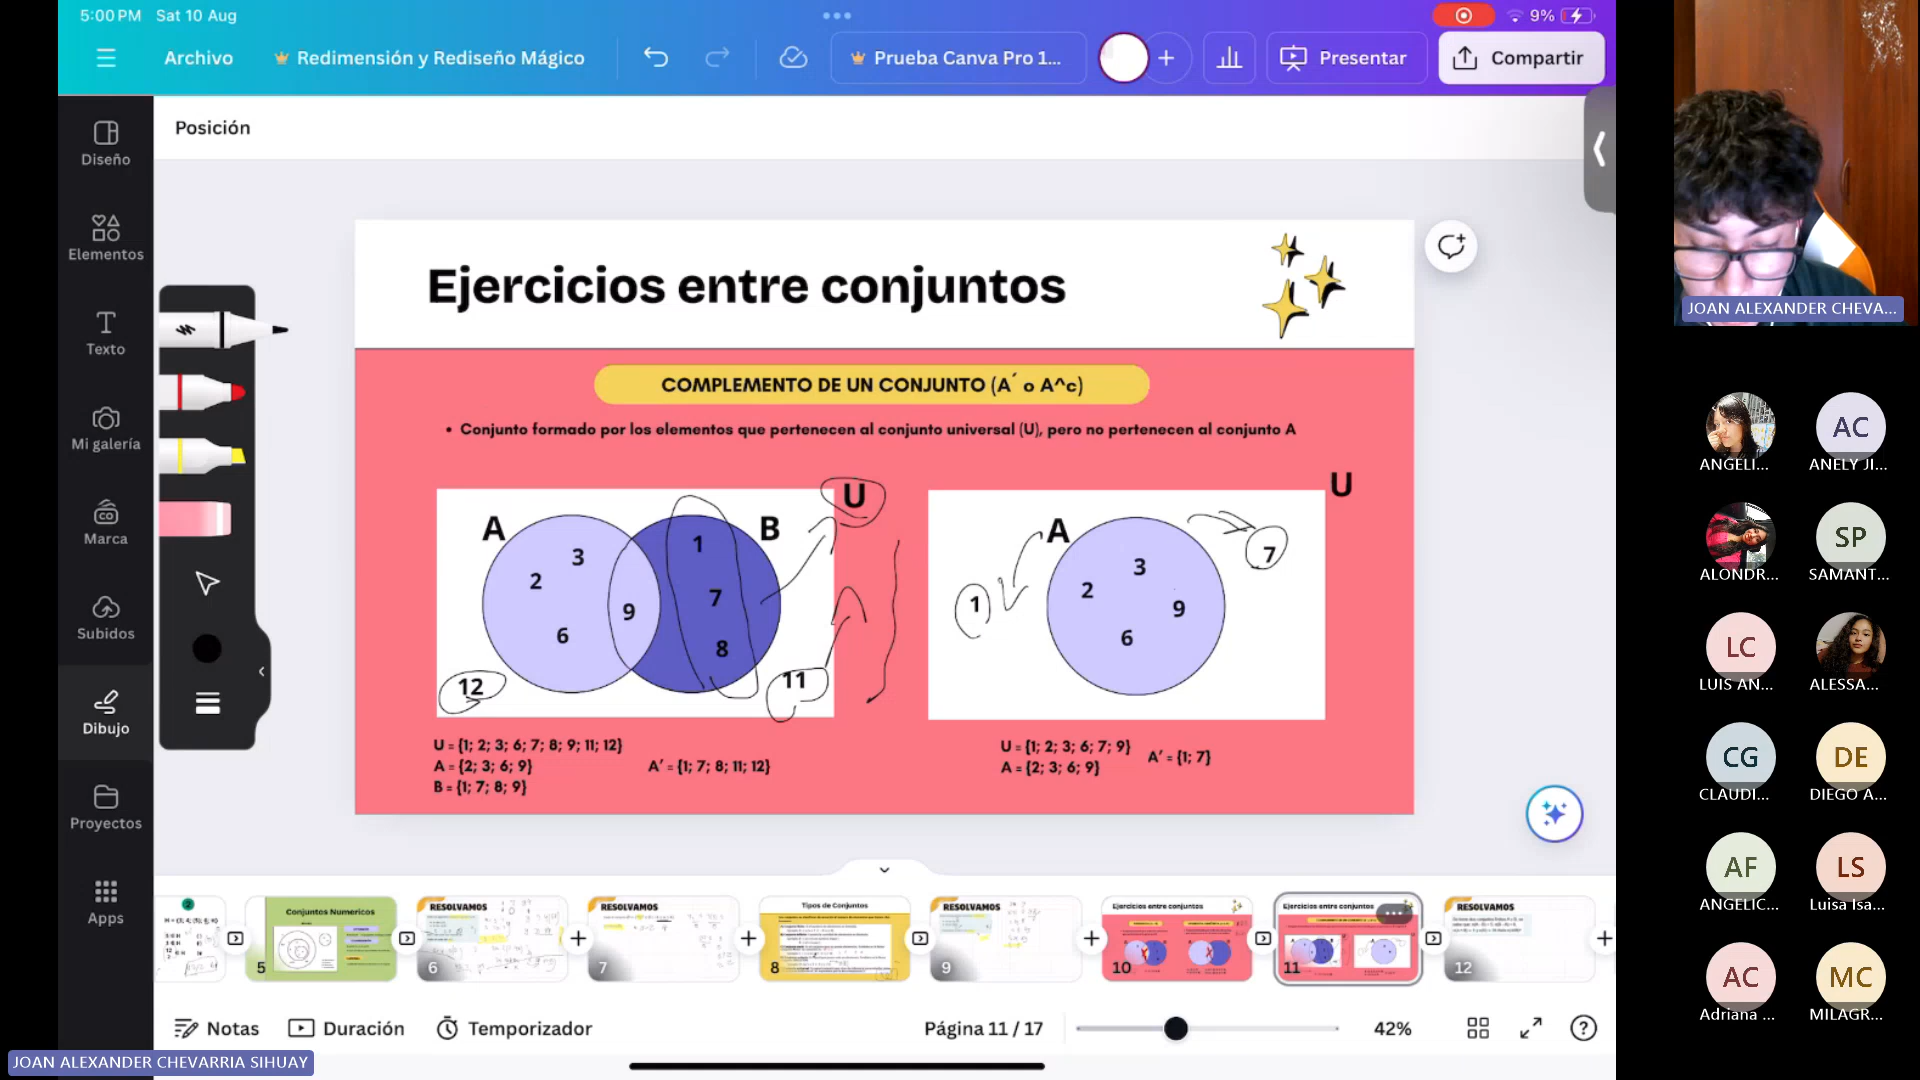 5:00 PM Sat 10 Aug
9%
Archivo
Redimensión y Rediseño Mágico
Prueba Canva Pro 1...
Presentar
Compartir
Posición
Diseño
Elementos
Texto
Mi galería
Marca
Subidos
Dibujo
Proyectos
Apps
Ejercicios entre conjuntos
COMPLEMENTO DE UN CONJUNTO (A´ o A^c)
• Conjunto formado por los elementos que pertenecen al conjunto universal (U), pero no pertenecen al conjunto A
A
B
U
3
2
6
9
1
7
8
12
11
U = {1; 2; 3; 6; 7; 8; 9; 11; 12}
A = {2; 3; 6; 9}
B = {1; 7; 8; 9}
A' = {1; 7; 8; 11; 12}
U
A
7
3
2
9
6
1
U = {1; 2; 3; 6; 7; 9}
A = {2; 3; 6; 9}
A' = {1; 7}
Conjuntos Numericos
5
RESOLVAMOS
6
RESOLVAMOS
7
Tipos de Conjuntos
8
RESOLVAMOS
9
Ejercicios entre conjuntos
10
Ejercicios entre conjuntos
11
RESOLVAMOS
12
Notas
Duración
Temporizador
Página 11 / 17
42%
JOAN ALEXANDER CHEVARRIA SIHUAY
JOAN ALEXANDER CHEVA...
ANGELI...
AC
ANELY JI...
ALONDR...
SP
SAMANT...
LC
LUIS AN...
ALESSA...
CG
CLAUDI...
DE
DIEGO A...
AF
ANGELIC...
LS
Luisa Isa...
AC
Adriana ...
MC
MILAGR...